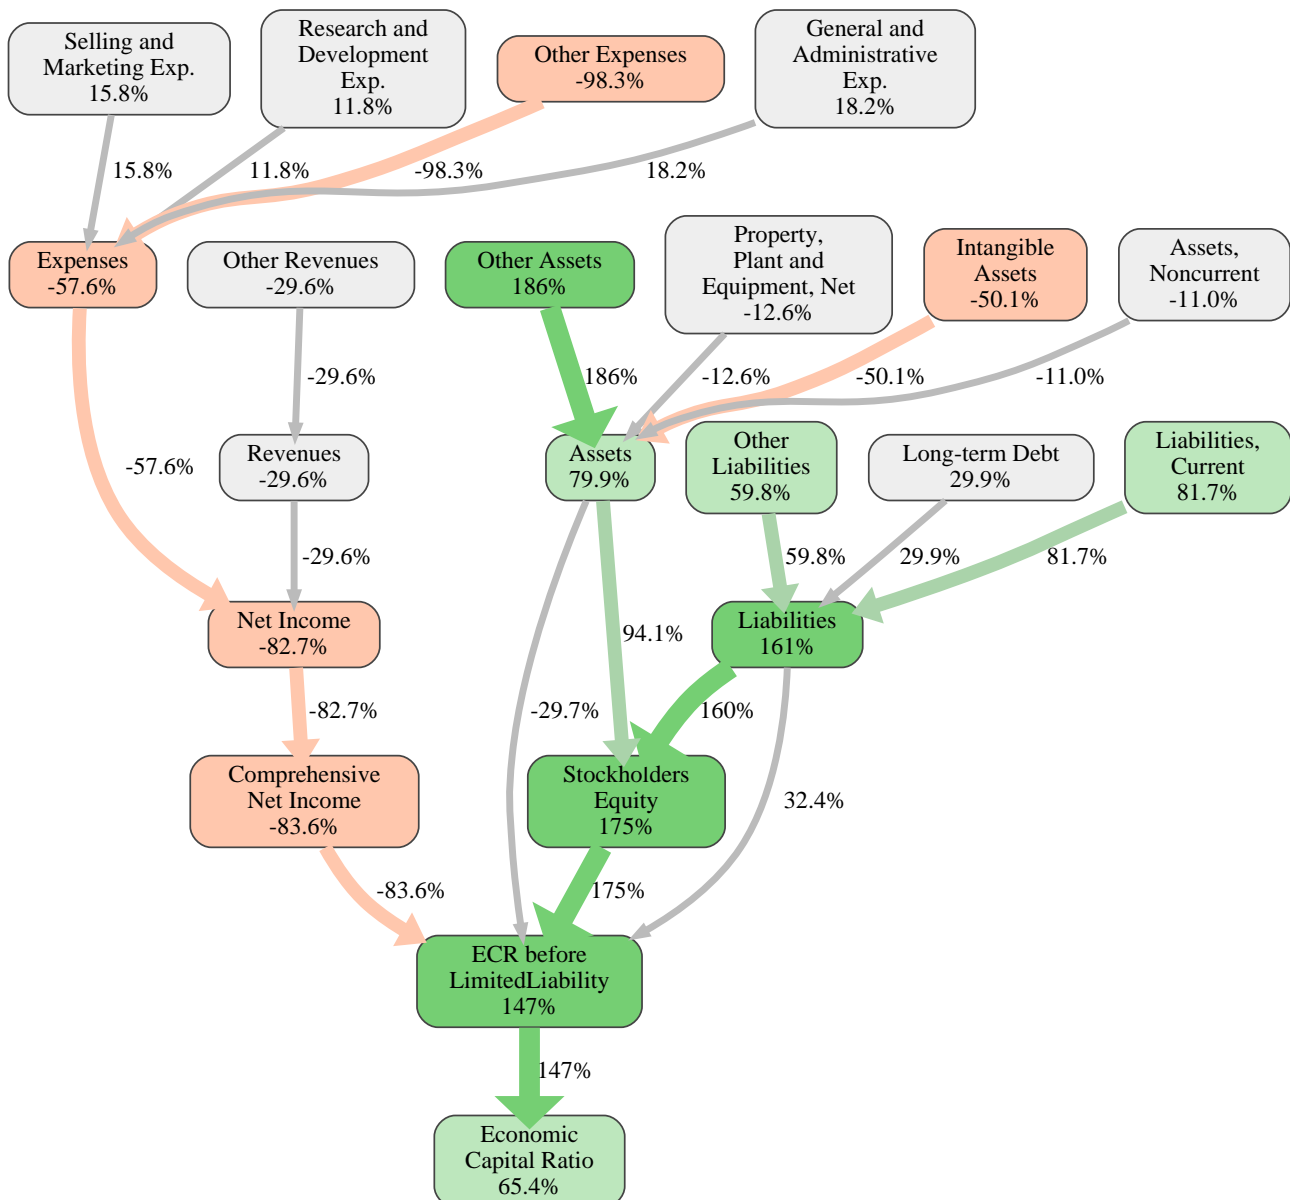 Selling and
Marketing Exp.
15.8%
Research and
Development
Exp.
11.8%
Other Expenses
-98.3%
General and
Administrative
Exp.
18.2%
15.8%
11.8%
-98.3%
18.2%
Expenses
-57.6%
Other Revenues
-29.6%
Other Assets
186%
Property,
Plant and
Equipment, Net
-12.6%
Intangible
Assets
-50.1%
Assets,
Noncurrent
-11.0%
-29.6%
186%
-12.6%
-50.1%
-11.0%
-57.6%
Revenues
-29.6%
Assets
79.9%
Other
Liabilities
59.8%
Long-term Debt
29.9%
Liabilities,
Current
81.7%
-29.6%
59.8%
29.9%
81.7%
Net Income
-82.7%
94.1%
Liabilities
161%
-82.7%
-29.7%
160%
Comprehensive
Net Income
-83.6%
Stockholders
Equity
175%
32.4%
-83.6%
175%
ECR before
LimitedLiability
147%
147%
Economic
Capital Ratio
65.4%